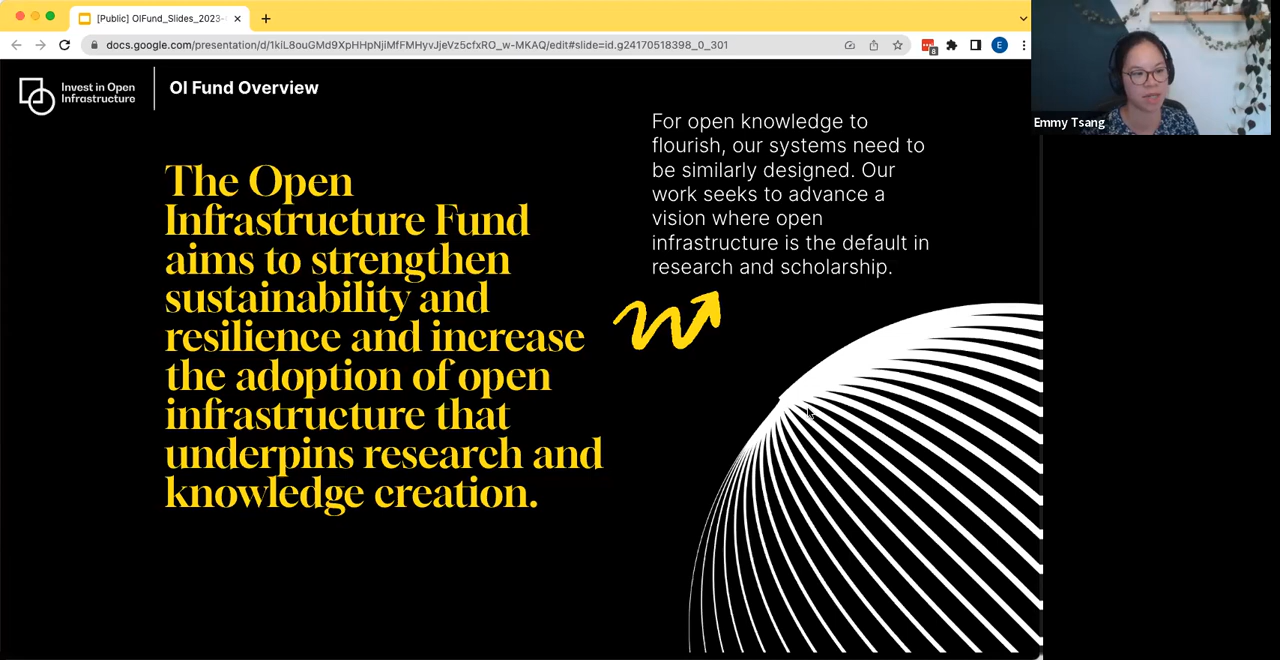 [Public] OIFund_Slides_2023-
docs.google.com/presentation/d/1kiL8ouGMd9XpHHpNjiMfFMHyvJjeVz5cfxRO_w-MKAQ/edit#slide=id.g24170518398_0_301
8
E
Invest in Open
Infrastructure
OI Fund Overview
Emmy Tsang
The Open
Infrastructure Fund
aims to strengthen
sustainability and
resilience and increase
the adoption of open
infrastructure that
underpins research and
knowledge creation.
For open knowledge to
flourish, our systems need to
be similarly designed. Our
work seeks to advance a
vision where open
infrastructure is the default in
research and scholarship.